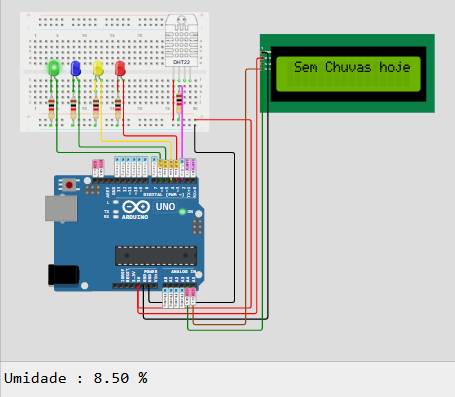 DHT22
Sem Chuvas hoje
DIGITAL (PWM ~)
UNO
ARDUINO
L
TX
RX
ON
POWER
ANALOG IN
Umidade : 8.50 %